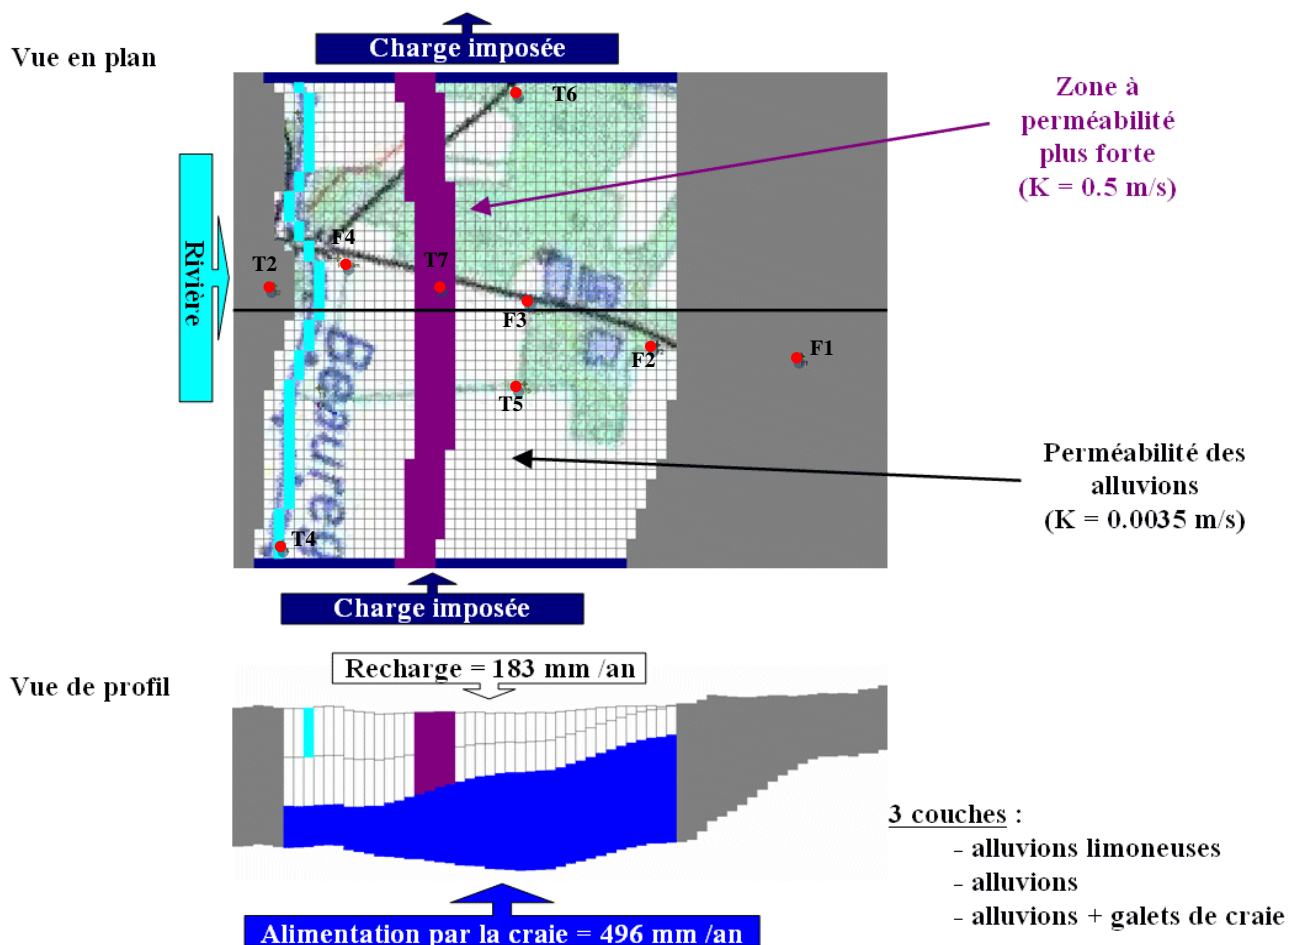 Vue en plan
Charge imposée
Zone à
perméabilité
plus forte
(K = 0.5 m/s)
Rivière
T6
F4
T2
T7
F3
F2
F1
T5
Beaureg
T4
Perméabilité des
alluvions
(K = 0.0035 m/s)
Charge imposée
Vue de profil
Recharge = 183 mm /an
3 couches :
- alluvions limoneuses
- alluvions
- alluvions + galets de craie
Alimentation par la craie = 496 mm /an